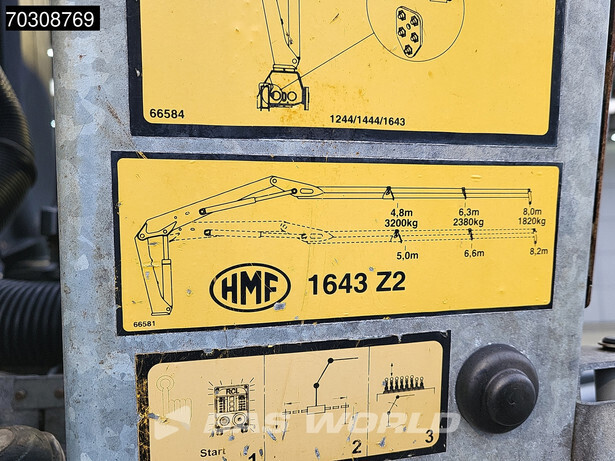 70308769
66584
1244/1444/1643
4,8m 6,3m 8,0m
3200kg 2380kg 1820kg
5,0m 6,6m 8,2m
HMF 1643 Z2
66581
RCL
Start
1 2 3
BAS WORLD